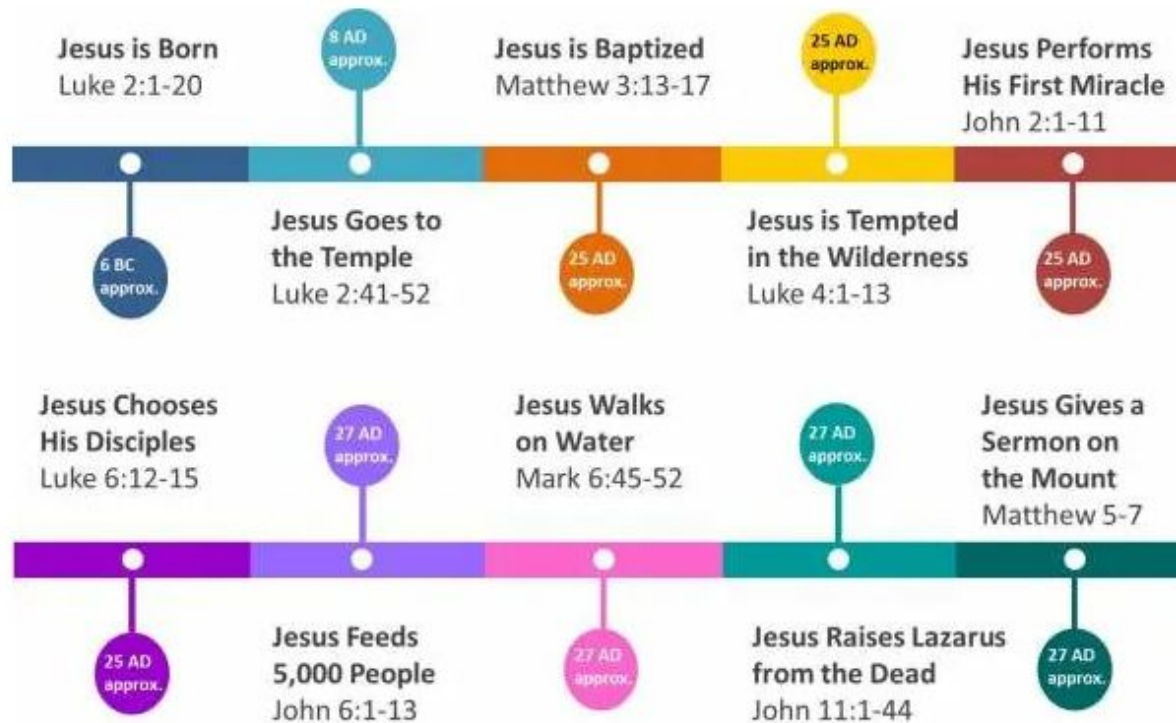 Jesus is Born
Luke 2:1-20
8 AD
approx.
Jesus is Baptized
Matthew 3:13-17
25 AD
approx.
Jesus Performs
His First Miracle
John 2:1-11
6 BC
approx.
Jesus Goes to
the Temple
Luke 2:41-52
25 AD
approx.
Jesus is Tempted
in the Wilderness
Luke 4:1-13
25 AD
approx.
Jesus Chooses
His Disciples
Luke 6:12-15
27 AD
approx.
Jesus Walks
on Water
Mark 6:45-52
27 AD
approx.
Jesus Gives a
Sermon on
the Mount
Matthew 5-7
25 AD
approx.
Jesus Feeds
5,000 People
John 6:1-13
27 AD
approx.
Jesus Raises Lazarus
from the Dead
John 11:1-44
27 AD
approx.